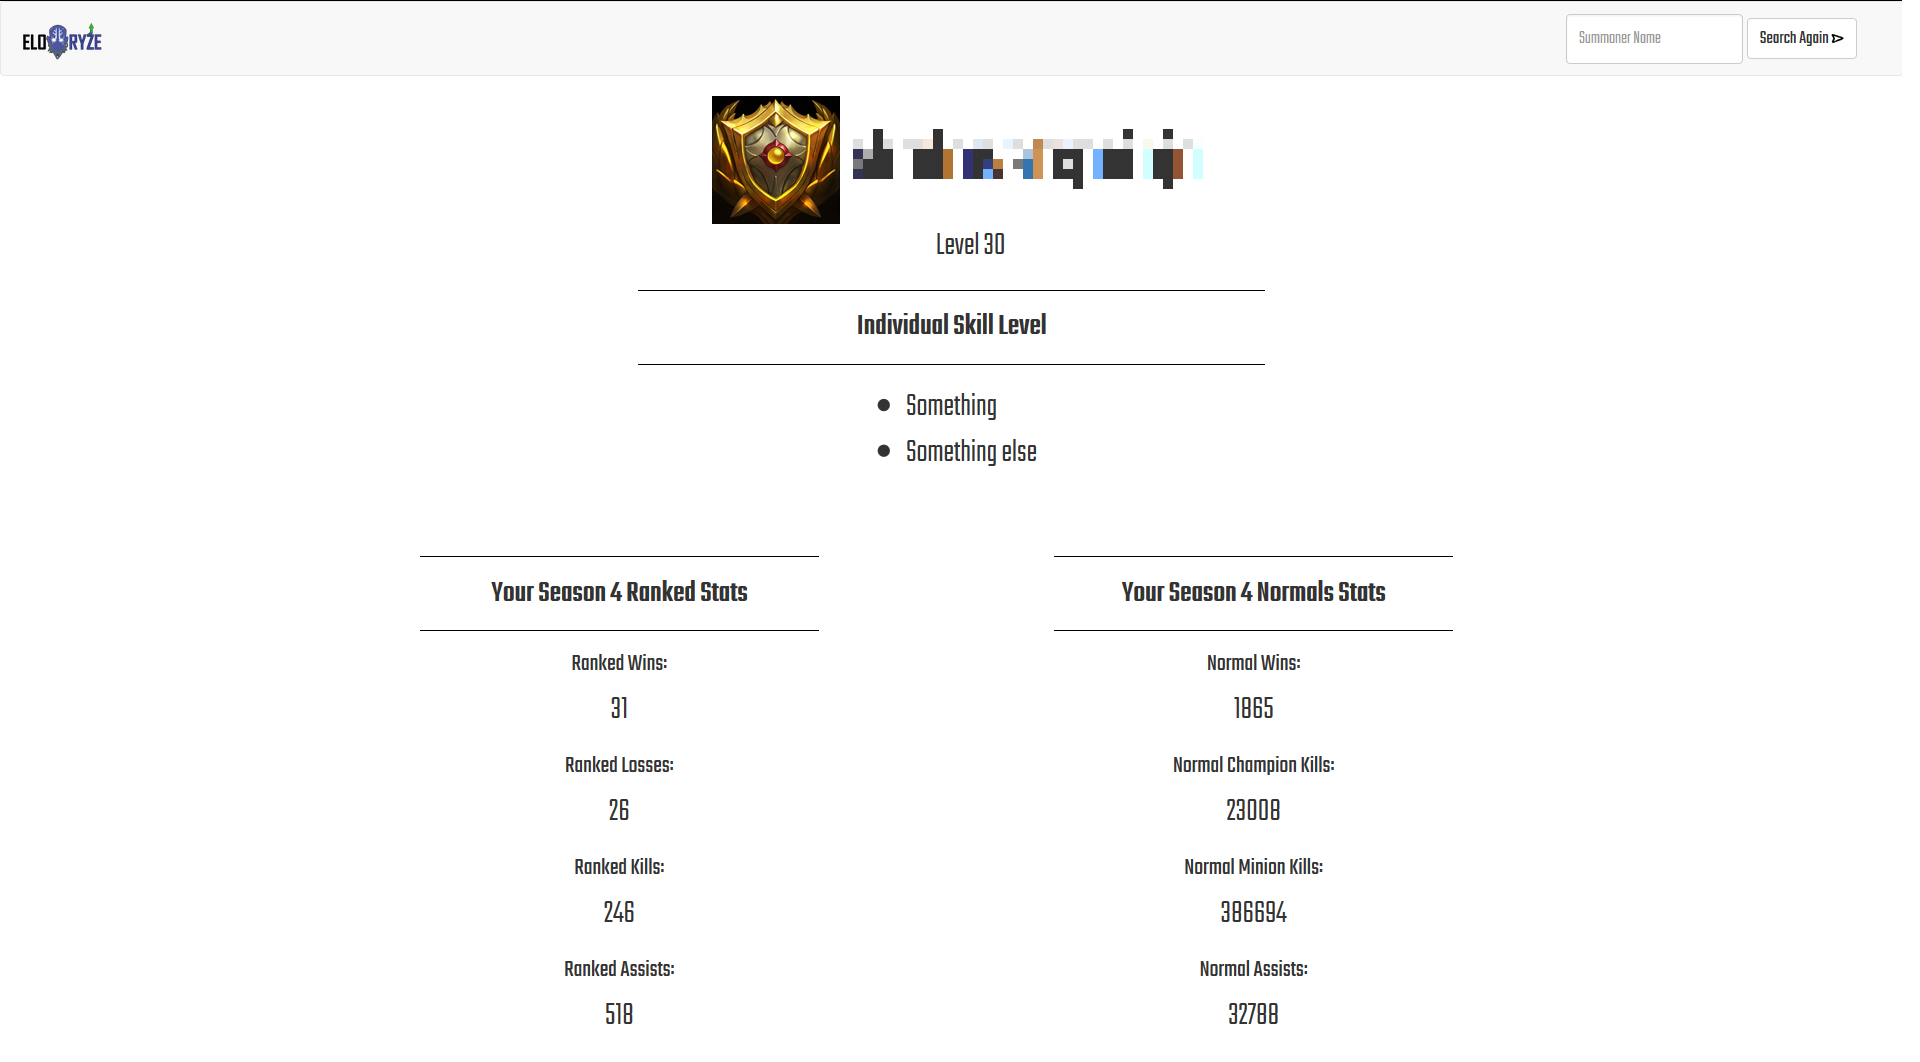 ELO RYZE
Summoner Name
Search Again
Level 30
Individual Skill Level
Something
Something else
Your Season 4 Ranked Stats
Ranked Wins:
31
Ranked Losses:
26
Ranked Kills:
246
Ranked Assists:
518
Your Season 4 Normals Stats
Normal Wins:
1865
Normal Champion Kills:
23008
Normal Minion Kills:
386694
Normal Assists:
32788